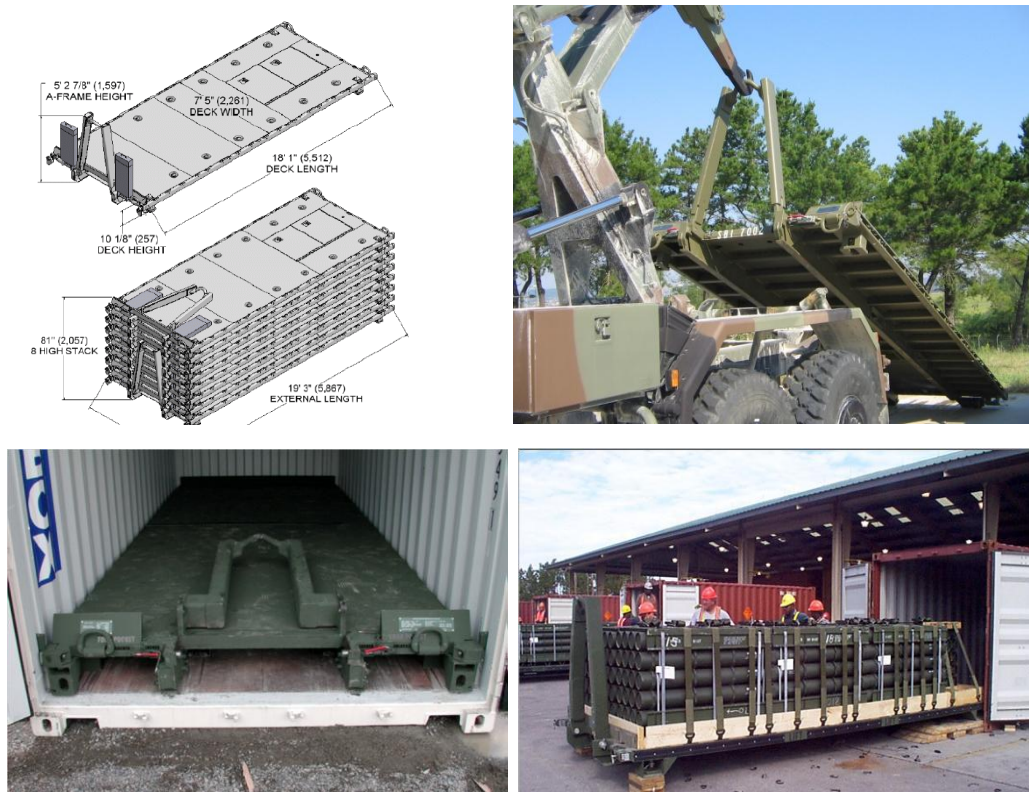 5' 2 7/8" (1,597)
A-FRAME HEIGHT
7' 5" (2,261)
DECK WIDTH
18' 1" (5,512)
DECK LENGTH
10 1/8" (257)
DECK HEIGHT
81" (2,057)
8 HIGH STACK
19' 3" (5,867)
EXTERNAL LENGTH
15
18